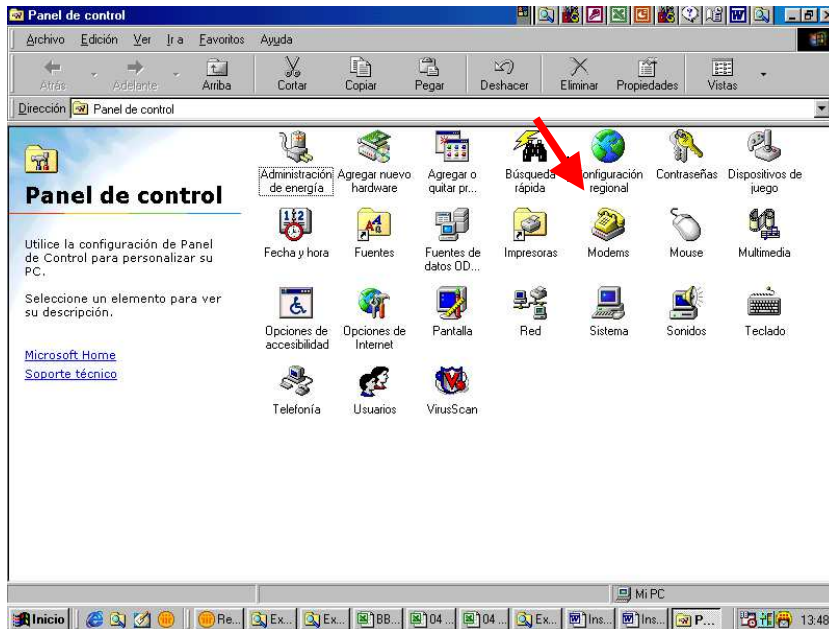 Panel de control
Archivo Edición Ver Ir a Favoritos Ayuda
Atrás Adelante Arriba Cortar Copiar Pegar Deshacer Eliminar Propiedades Vistas
Dirección Panel de control
Panel de control
Utilice la configuración de Panel
de Control para personalizar su
PC.
Seleccione un elemento para ver
su descripción.
Microsoft Home
Soporte técnico
Administración
de energía
Agregar nuevo
hardware
Agregar o
quitar pr...
Búsqueda
rápida
onfiguración
regional
Contraseñas
Dispositivos de
juego
Fecha y hora
Fuentes
Fuentes de
datos OD...
Impresoras
Modems
Mouse
Multimedia
Opciones de
accesibilidad
Opciones de
Internet
Pantalla
Red
Sistema
Sonidos
Teclado
Telefonía
Usuarios
VirusScan
Mi PC
Inicio Re... Ex... Ex... BB... 04 ... 04 ... Ex... Ins... Ins... P... 13:48